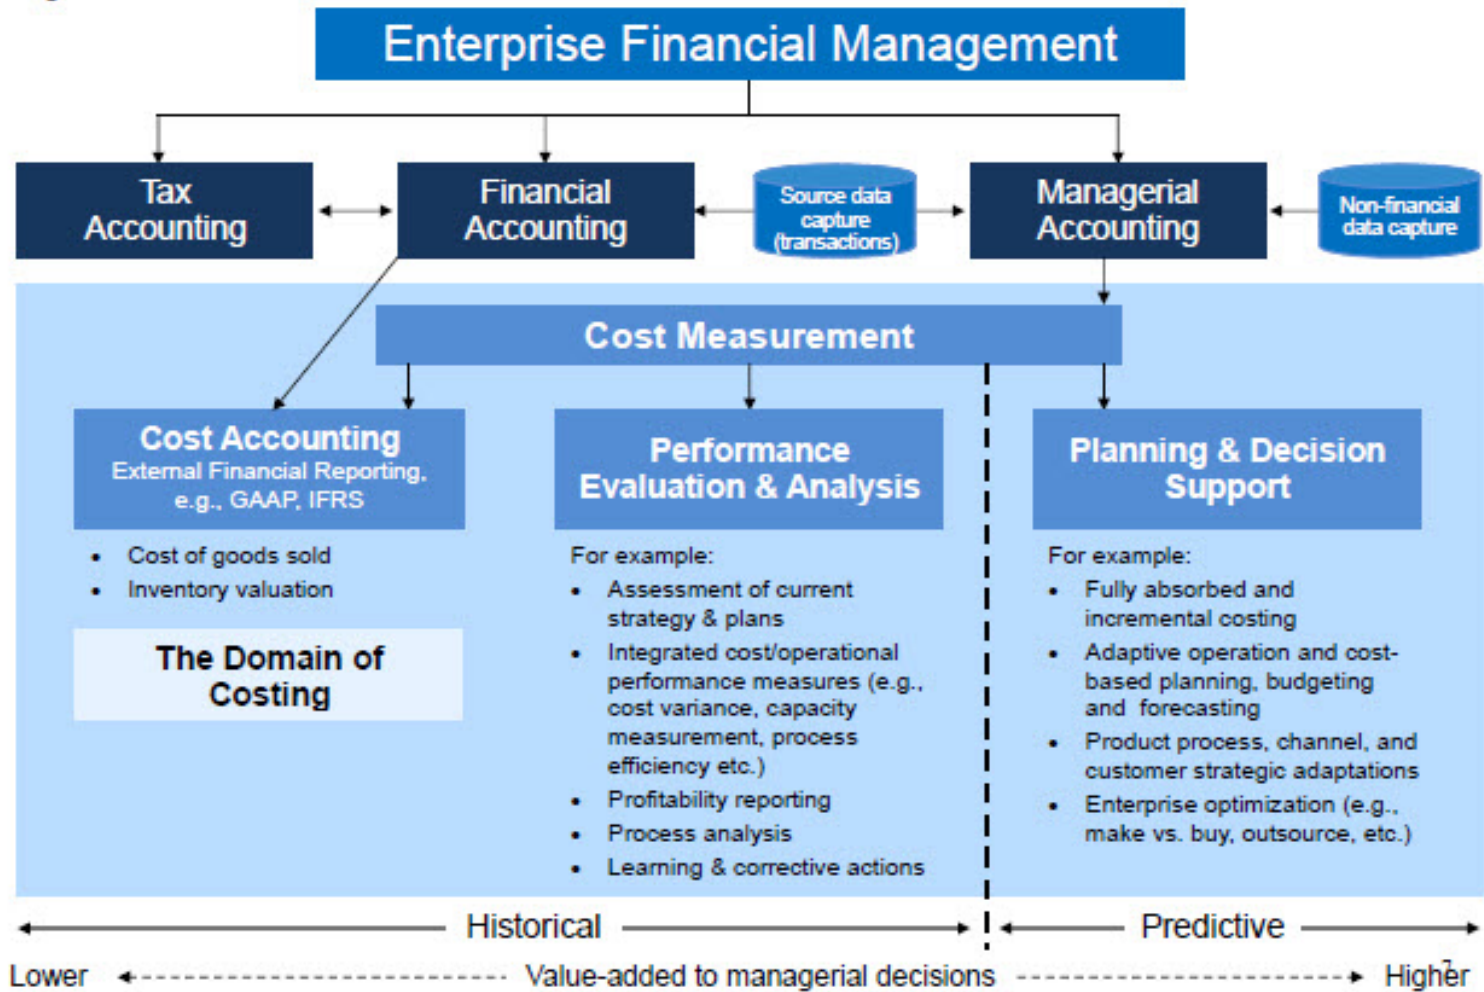 Enterprise Financial Management
Tax
Accounting
Financial
Accounting
Source data
capture
(transactions)
Managerial
Accounting
Non-financial
data capture
Cost Measurement
Cost Accounting
External Financial Reporting,
e.g., GAAP, IFRS
• Cost of goods sold
• Inventory valuation
The Domain of
Costing
Performance
Evaluation & Analysis
For example:
• Assessment of current
strategy & plans
• Integrated cost/operational
performance measures (e.g.,
cost variance, capacity
measurement, process
efficiency etc.)
• Profitability reporting
• Process analysis
• Learning & corrective actions
Planning & Decision
Support
For example:
• Fully absorbed and
incremental costing
• Adaptive operation and cost-
based planning, budgeting
and forecasting
• Product process, channel, and
customer strategic adaptations
• Enterprise optimization (e.g.,
make vs. buy, outsource, etc.)
Historical
Predictive
Lower
Value-added to managerial decisions
Higher